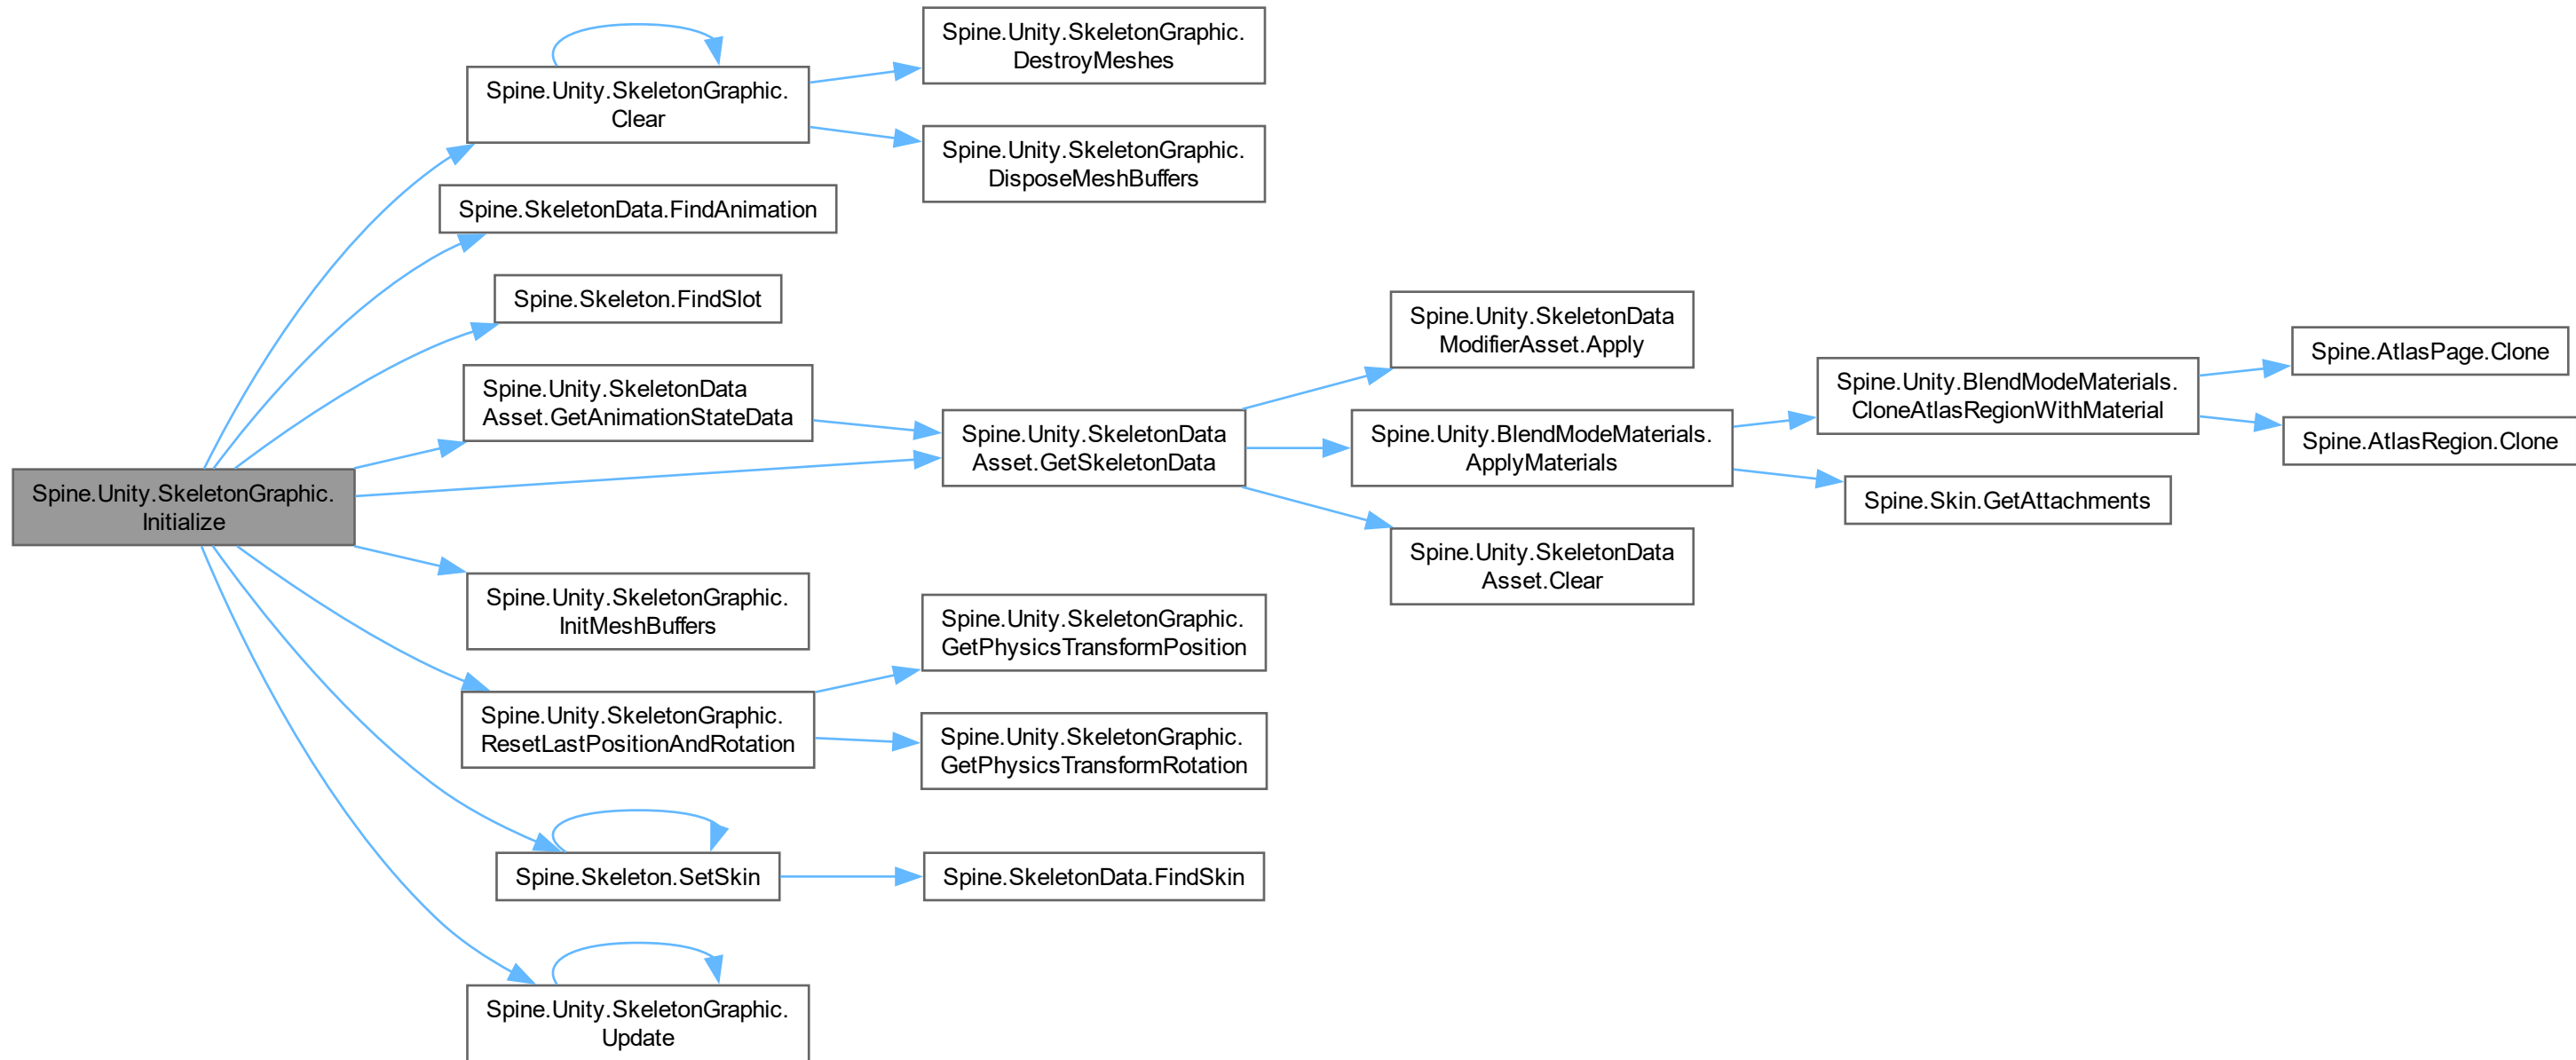 Spine.Unity.SkeletonGraphic.
Initialize
Spine.Unity.SkeletonGraphic.
Clear
Spine.Unity.SkeletonGraphic.
DestroyMeshes
Spine.Unity.SkeletonGraphic.
DisposeMeshBuffers
Spine.SkeletonData.FindAnimation
Spine.Skeleton.FindSlot
Spine.Unity.SkeletonData
Asset.GetAnimationStateData
Spine.Unity.SkeletonData
Asset.GetSkeletonData
Spine.Unity.SkeletonData
ModifierAsset.Apply
Spine.Unity.BlendModeMaterials.
ApplyMaterials
Spine.Unity.BlendModeMaterials.
CloneAtlasRegionWithMaterial
Spine.AtlasPage.Clone
Spine.AtlasRegion.Clone
Spine.Skin.GetAttachments
Spine.Unity.SkeletonData
Asset.Clear
Spine.Unity.SkeletonGraphic.
InitMeshBuffers
Spine.Unity.SkeletonGraphic.
ResetLastPositionAndRotation
Spine.Unity.SkeletonGraphic.
GetPhysicsTransformPosition
Spine.Unity.SkeletonGraphic.
GetPhysicsTransformRotation
Spine.Skeleton.SetSkin
Spine.SkeletonData.FindSkin
Spine.Unity.SkeletonGraphic.
Update